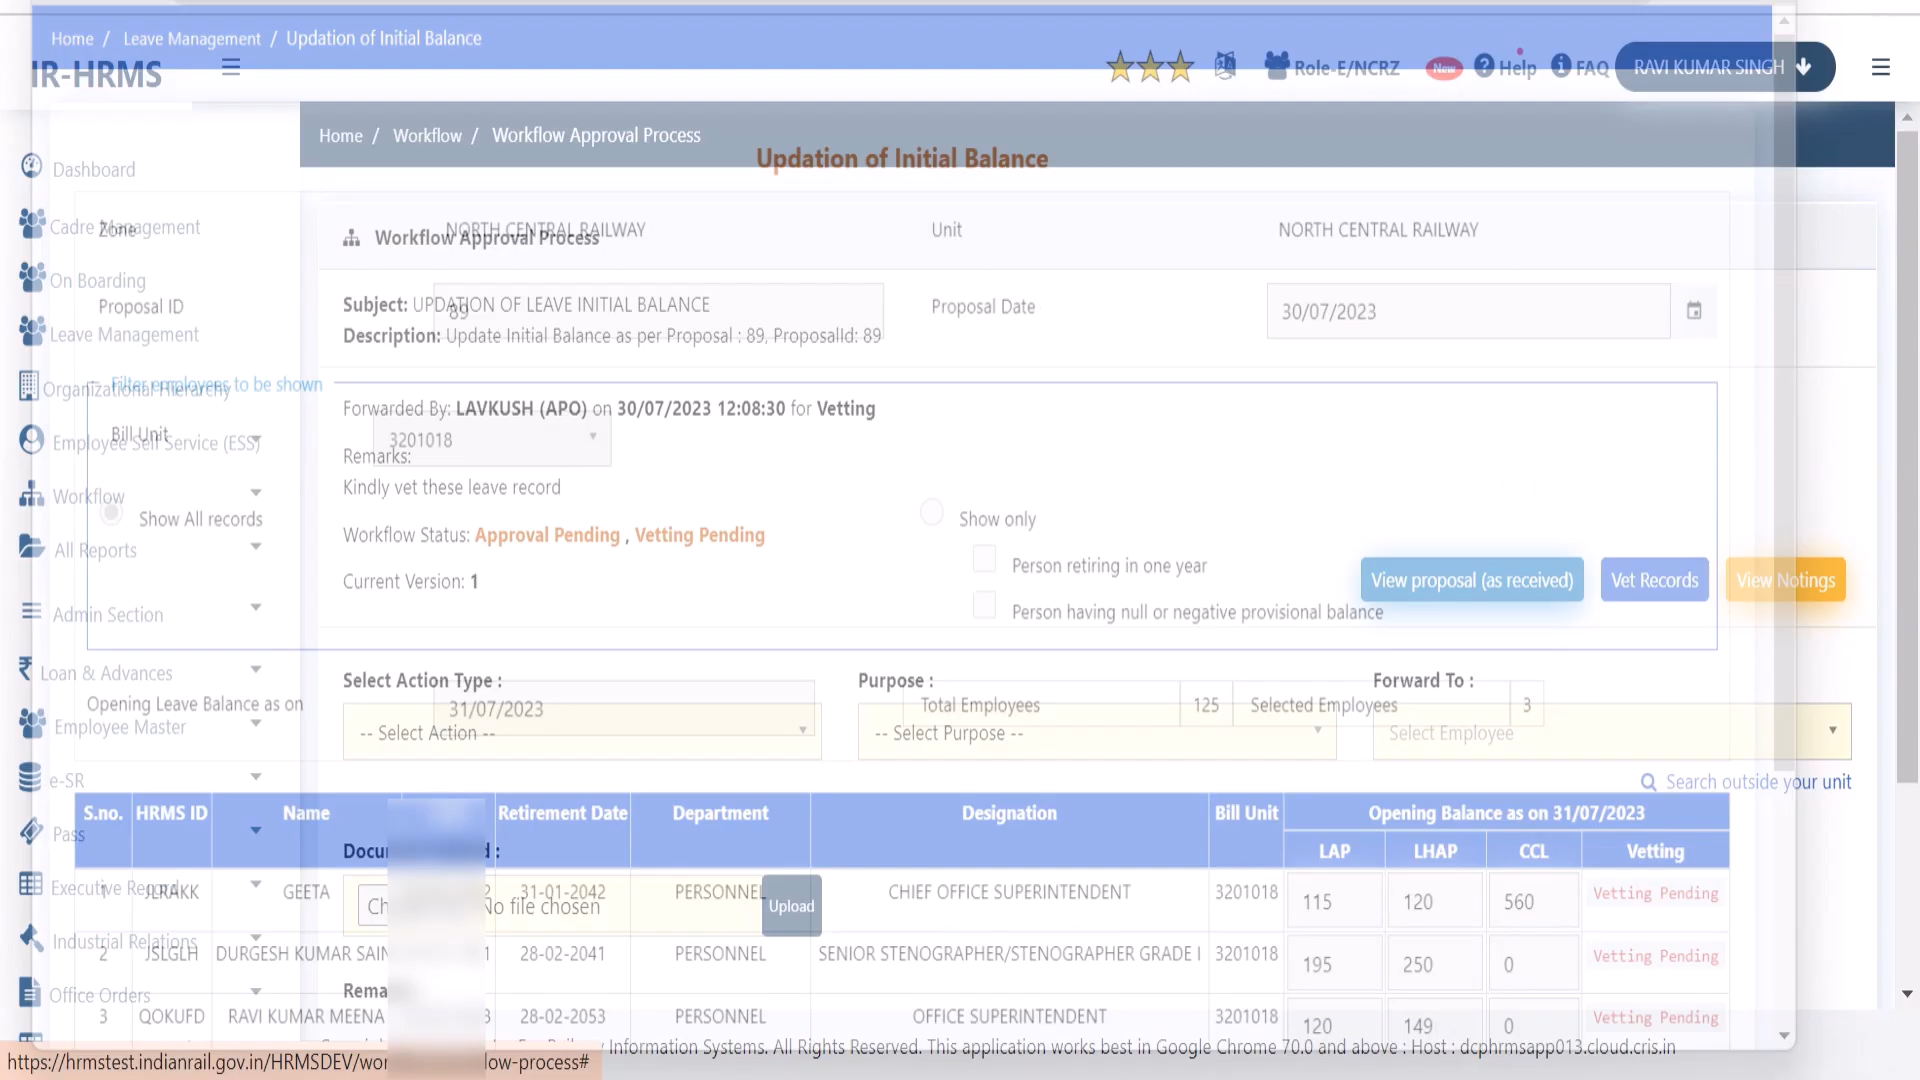 Home / Leave Management / Updation of Initial Balance
IR-HRMS
Role-E/NCRZ
New
Help
FAQ
RAVI KUMAR SINGH
Home / Workflow / Workflow Approval Process
Updation of Initial Balance
Dashboard
Cadre Management
Zone
NORTH CENTRAL RAILWAY
Unit
NORTH CENTRAL RAILWAY
Workflow Approval Process
On Boarding
Proposal ID
89
Proposal Date
30/07/2023
Subject: UPDATION OF LEAVE INITIAL BALANCE
Description: Update Initial Balance as per Proposal : 89, ProposalId: 89
Leave Management
Organizational Hierarchy
Filter employees to be shown
Forwarded By: LAVKUSH (APO) on 30/07/2023 12:08:30 for Vetting
Bill Unit
3201018
Employee Self Service (ESS)
Remarks:
Kindly vet these leave record
Workflow
Show All records
Show only
Workflow Status: Approval Pending , Vetting Pending
All Reports
Person retiring in one year
Current Version: 1
View proposal (as received)
Vet Records
View Notings
Person having null or negative provisional balance
Admin Section
Loan & Advances
Select Action Type :
Purpose :
Forward To :
Opening Leave Balance as on
31/07/2023
Total Employees 125 Selected Employees 3
Employee Master
-- Select Action --
-- Select Purpose --
Select Employee
e-SR
Search outside your unit
S.no. HRMS ID Name Retirement Date Department Designation Bill Unit Opening Balance as on 31/07/2023
LAP LHAP CCL Vetting
Pass
1 JLRAKK GEETA 31-01-2042 PERSONNEL CHIEF OFFICE SUPERINTENDENT 3201018 115 120 560 Vetting Pending
No file chosen
Upload
Industrial Relations
2 JSLGLH DURGESH KUMAR SAIN 28-02-2041 PERSONNEL SENIOR STENOGRAPHER/STENOGRAPHER GRADE I 3201018 195 250 0 Vetting Pending
Office Orders
3 QOKUFD RAVI KUMAR MEENA 28-02-2053 PERSONNEL OFFICE SUPERINTENDENT 3201018 120 149 0 Vetting Pending
Information Systems. All Rights Reserved. This application works best in Google Chrome 70.0 and above : Host : dcphrmsapp013.cloud.cris.in
https://hrmstest.indianrail.gov.in/HRMSDEV/wor
low-process#